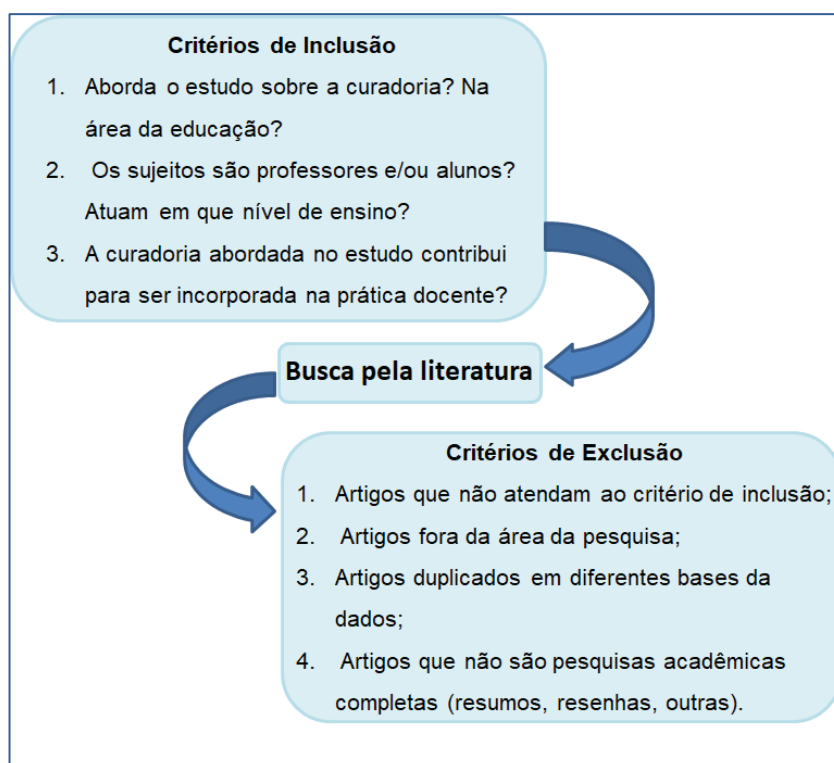 Critérios de Inclusão
1. Aborda o estudo sobre a curadoria? Na
área da educação?
2. Os sujeitos são professores e/ou alunos?
Atuam em que nível de ensino?
3. A curadoria abordada no estudo contribui
para ser incorporada na prática docente?
Busca pela literatura
Critérios de Exclusão
1. Artigos que não atendam ao critério de inclusão;
2. Artigos fora da área da pesquisa;
3. Artigos duplicados em diferentes bases da
dados;
4. Artigos que não são pesquisas acadêmicas
completas (resumos, resenhas, outras).